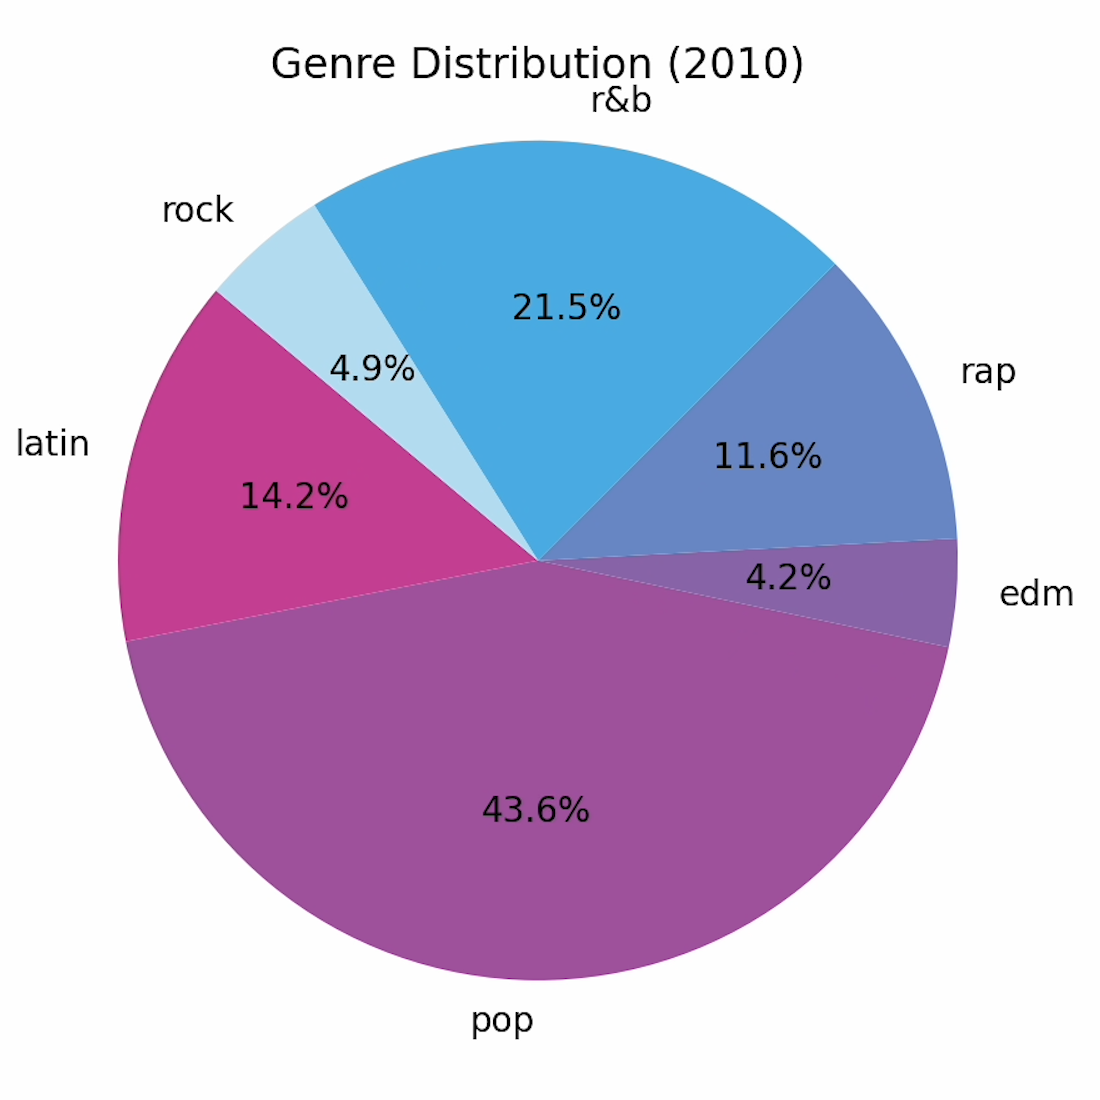 Genre Distribution (2010)
r&b
rock
21.5%
4.9%
rap
latin
11.6%
14.2%
4.2%
edm
43.6%
pop